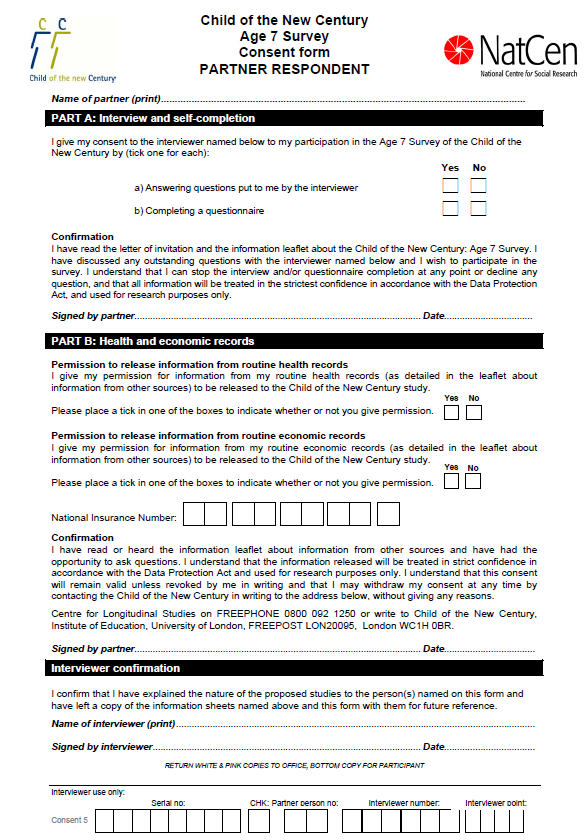 C C
Child of the new Century
Child of the New Century
Age 7 Survey
Consent form
PARTNER RESPONDENT
NatCen
National Centre for Social Research
Name of partner (print)..........................................................................................................................
PART A: Interview and self-completion
I give my consent to the interviewer named below to my participation in the Age 7 Survey of the Child of the
New Century by (tick one for each):
Yes No
a) Answering questions put to me by the interviewer
b) Completing a questionnaire
Confirmation
I have read the letter of invitation and the information leaflet about the Child of the New Century: Age 7 Survey. I
have discussed any outstanding questions with the interviewer named below and I wish to participate in the
survey. I understand that I can stop the interview and/or questionnaire completion at any point or decline any
question, and that all information will be treated in the strictest confidence in accordance with the Data Protection
Act, and used for research purposes only.
Signed by partner................................................................................................ Date..............................
PART B: Health and economic records
Permission to release information from routine health records
I give my permission for information from my routine health records (as detailed in the leaflet about
information from other sources) to be released to the Child of the New Century study.
Yes No
Please place a tick in one of the boxes to indicate whether or not you give permission.
Permission to release information from routine economic records
I give my permission for information from my routine economic records (as detailed in the leaflet about
information from other sources) to be released to the Child of the New Century study.
Yes No
Please place a tick in one of the boxes to indicate whether or not you give permission.
National Insurance Number:
Confirmation
I have read or heard the information leaflet about information from other sources and have had the
opportunity to ask questions. I understand that the information released will be treated in strict confidence in
accordance with the Data Protection Act and used for research purposes only. I understand that this consent
will remain valid unless revoked by me in writing and that I may withdraw my consent at any time by
contacting the Child of the New Century in writing to the address below, without giving any reasons.
Centre for Longitudinal Studies on FREEPHONE 0800 092 1250 or write to Child of the New Century,
Institute of Education, University of London, FREEPOST LON20095, London WC1H 0BR.
Signed by partner................................................................................................ Date..............................
Interviewer confirmation
I confirm that I have explained the nature of the proposed studies to the person(s) named on this form and
have left a copy of the information sheets named above and this form with them for future reference.
Name of interviewer (print)..........................................................................................................................
Signed by interviewer.......................................................................................... Date..............................
RETURN WHITE & PINK COPIES TO OFFICE, BOTTOM COPY FOR PARTICIPANT
Interviewer use only:
Serial no: CHK: Partner person no: Interviewer number: Interviewer point:
Consent 5